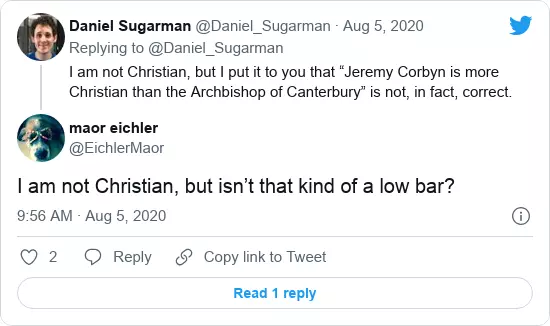 Daniel Sugarman @Daniel_Sugarman · Aug 5, 2020
Replying to @Daniel_Sugarman
I am not Christian, but I put it to you that “Jeremy Corbyn is more
Christian than the Archbishop of Canterbury” is not, in fact, correct.
maor eichler
@EichlerMaor
I am not Christian, but isn’t that kind of a low bar?
9:56 AM · Aug 5, 2020
2 Reply Copy link to Tweet
Read 1 reply